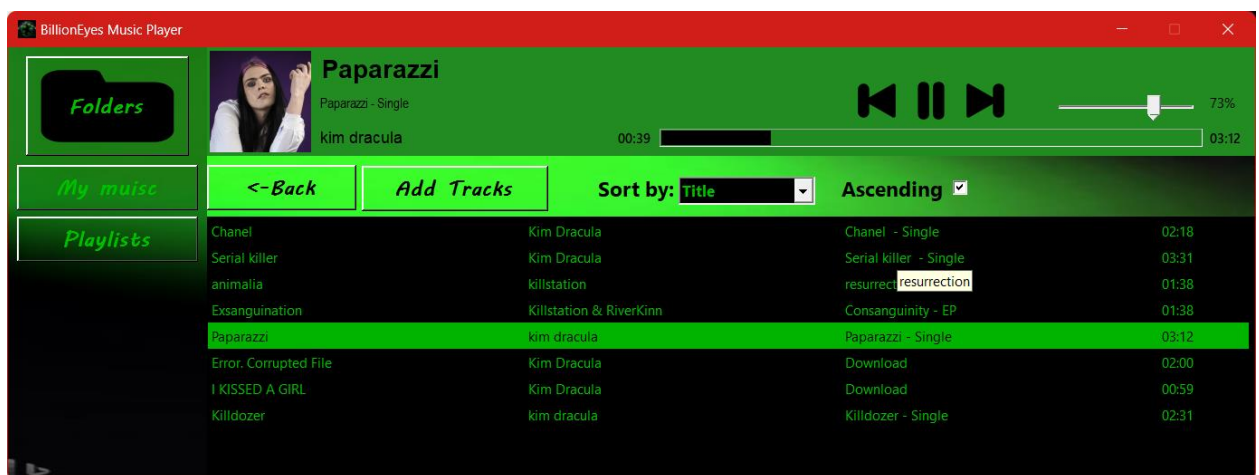 BillionEyes Music Player
Folders
Paparazzi
Paparazzi - Single
kim dracula
00:39
03:12
73%
My muisc
Playlists
<-Back
Add Tracks
Sort by: Title
Ascending
Chanel Kim Dracula Chanel - Single 02:18
Serial killer Kim Dracula Serial killer - Single 03:31
animalia killstation resurrect 01:38
resurrection
Exsanguination Killstation & RiverKinn Consanguinity - EP 01:38
Paparazzi kim dracula Paparazzi - Single 03:12
Error. Corrupted File Kim Dracula Download 02:00
I KISSED A GIRL Kim Dracula Download 00:59
Killdozer kim dracula Killdozer - Single 02:31